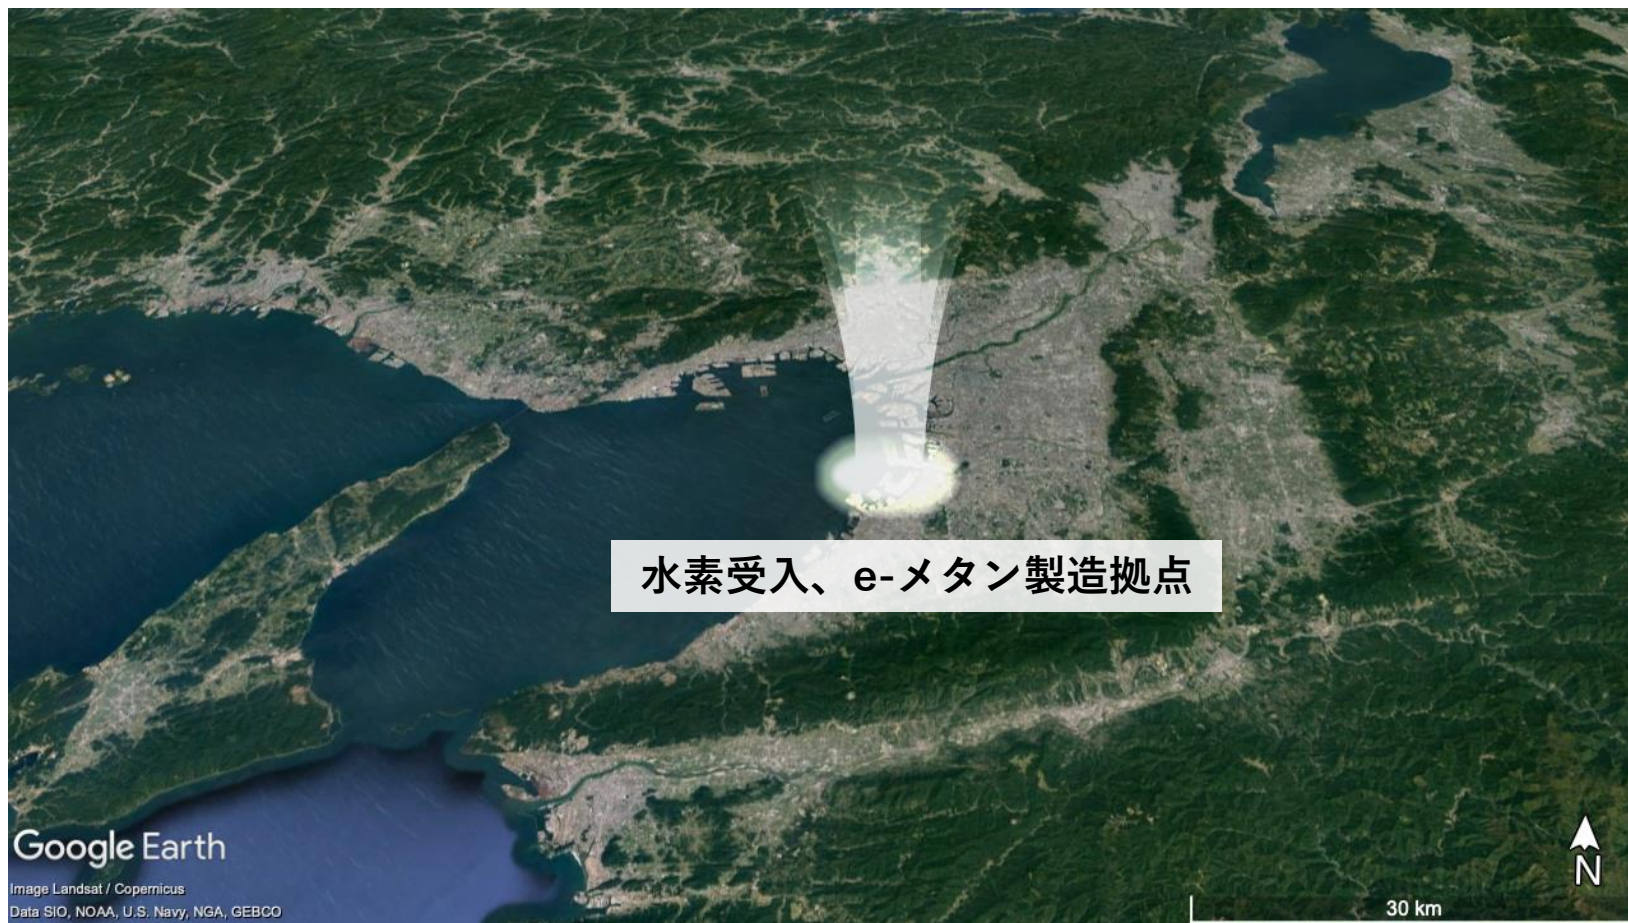 水素受入、e-メタン製造拠点
Google Earth
Image Landsat / Copernicus
Data SIO, NOAA, U.S. Navy, NGA, GEBCO
N
30 km